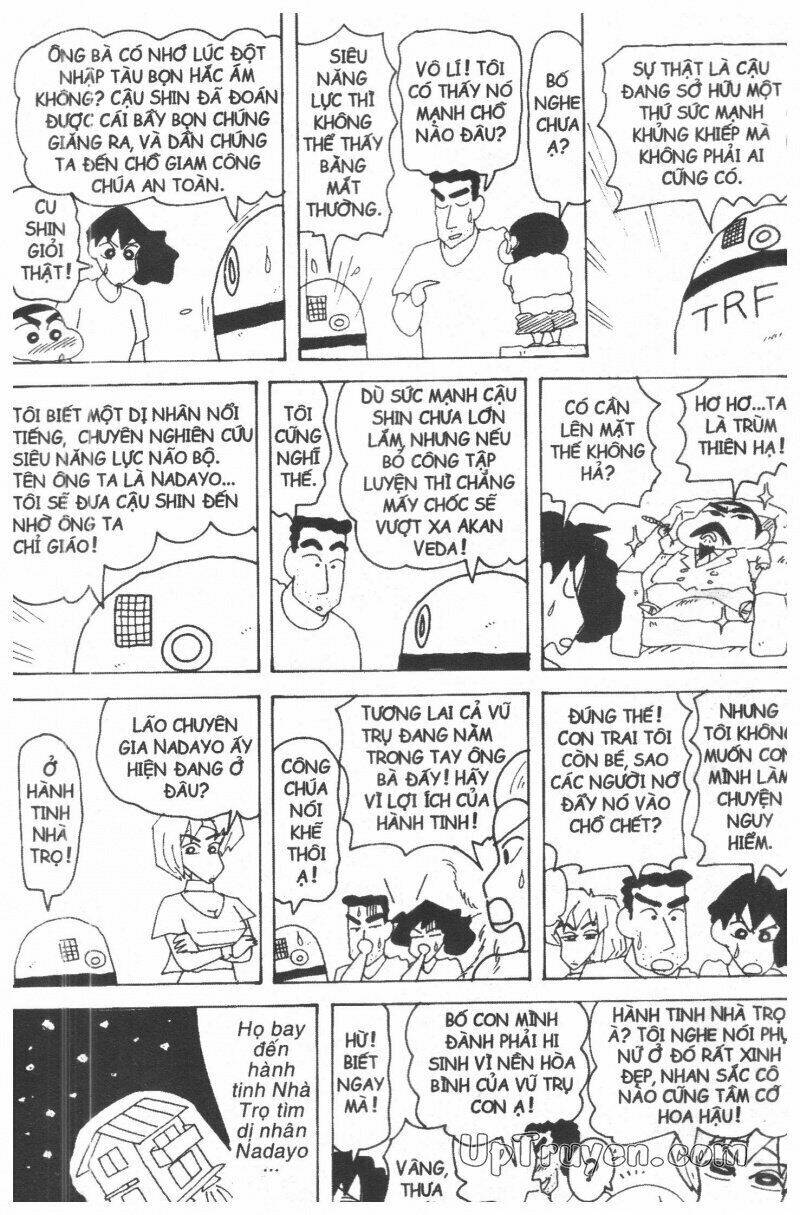 SỰ THẬT LÀ CẬU
ĐANG SỞ HỮU MỘT
THỨ SỨC MẠNH
KHỦNG KHIẾP MÀ
KHÔNG PHẢI AI
CŨNG CÓ.
TRF
BỐ
NGHE
CHƯA
Ạ?
VÔ LÍ! TÔI
CÓ THẤY NÓ
MẠNH CHỖ
NÀO ĐÂU?
SIÊU
NĂNG
LỰC THÌ
KHÔNG
THỂ THẤY
BẰNG
MẮT
THƯỜNG.
ÔNG BÀ CÓ NHỚ LÚC ĐỘT
NHẬP TÀU BỌN HẮC ÁM
KHÔNG? CẬU SHIN ĐÃ ĐOÁN
ĐƯỢC CÁI BẪY BỌN CHÚNG
GIĂNG RA, VÀ DẪN CHÚNG
TA ĐẾN CHỖ GIAM CÔNG
CHÚA AN TOÀN.
CU
SHIN
GIỎI
THẬT!
HƠ HƠ...TA
LÀ TRÙM
THIÊN HẠ!
CÓ CẦN
LÊN MẶT
THẾ KHÔNG
HẢ?
DÙ SỨC MẠNH CẬU
SHIN CHƯA LỚN
LẮM, NHƯNG NẾU
BỎ CÔNG TẬP
LUYỆN THÌ CHẲNG
MẤY CHỐC SẼ
VƯỢT XA AKAN
VEDA!
TÔI
CŨNG
NGHĨ
THẾ.
TÔI BIẾT MỘT DỊ NHÂN NỔI
TIẾNG, CHUYÊN NGHIÊN CỨU
SIÊU NĂNG LỰC NÃO BỘ.
TÊN ÔNG TA LÀ NADAYO...
TÔI SẼ ĐƯA CẬU SHIN ĐẾN
NHỜ ÔNG TA
CHỈ GIÁO!
NHƯNG
TÔI KHÔNG
MUỐN CON
MÌNH LÀM
CHUYỆN
NGUY
HIỂM.
ĐÚNG THẾ!
CON TRAI TÔI
CÒN BÉ, SAO
CÁC NGƯỜI NỠ
ĐẨY NÓ VÀO
CHỖ CHẾT?
TƯƠNG LAI CẢ VŨ
TRỤ ĐANG NẰM
TRONG TAY ÔNG
BÀ ĐẤY! HÃY
VÌ LỢI ÍCH CỦA
HÀNH TINH!
CÔNG
CHÚA
NÓI
KHẼ
THÔI
Ạ!
LÃO CHUYÊN
GIA NADAYO ẤY
HIỆN ĐANG Ở
ĐÂU?
Ở
HÀNH
TINH
NHÀ
TRỌ!
HÀNH TINH NHÀ TRỌ
À? TÔI NGHE NÓI PHỤ
NỮ Ở ĐÓ RẤT XINH
ĐẸP, NHAN SẮC CÔ
NÀO CŨNG TẦM CỠ
HOA HẬU!
BỐ CON MÌNH
ĐÀNH PHẢI HI
SINH VÌ NỀN HÒA
BÌNH CỦA VŨ TRỤ
CON Ạ!
HỪ!
BIẾT
NGAY
MÀ!
VÂNG,
THƯA
Họ bay
đến
hành
tinh Nhà
Trọ tìm
dị nhân
Nadayo
...
UpTruyen.com